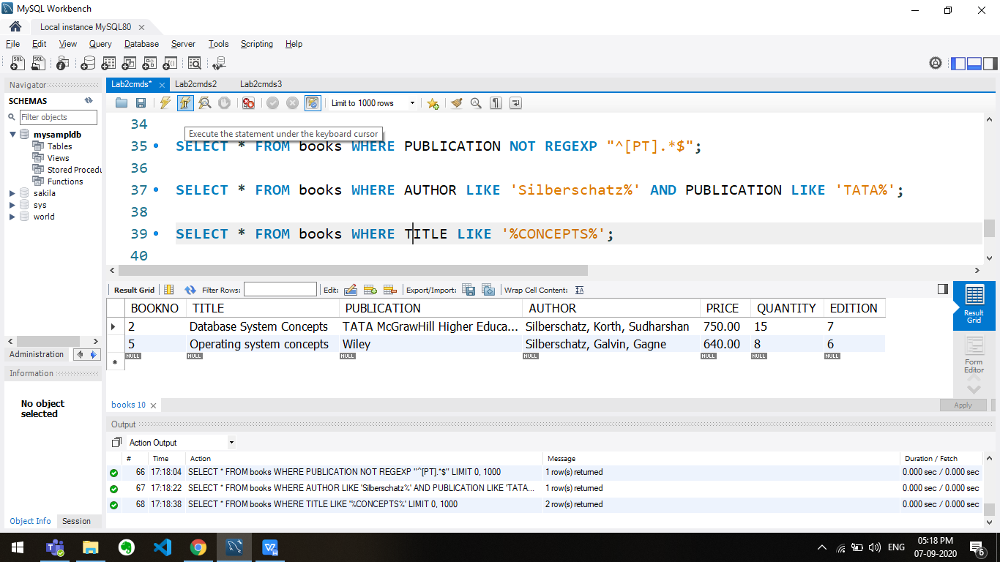 MySQL Workbench
Local instance MySQL80
File Edit View Query Database Server Tools Scripting Help
Navigator
SCHEMAS
Filter objects
mysampldb
Tables
Views
Stored Procedu
Functions
sakila
sys
world
Administration
Information
No object
selected
Object Info Session
Lab2cmds* Lab2cmds2 Lab2cmds3
Limit to 1000 rows
Execute the statement under the keyboard cursor
34
35 SELECT * FROM books WHERE PUBLICATION NOT REGEXP "^[PT].*$";
36
37 SELECT * FROM books WHERE AUTHOR LIKE 'Silberschatz%' AND PUBLICATION LIKE 'TATA%';
38
39 SELECT * FROM books WHERE TITLE LIKE '%CONCEPTS%';
40
Result Grid Filter Rows: Edit: Export/Import: Wrap Cell Content:
BOOKNO TITLE PUBLICATION AUTHOR PRICE QUANTITY EDITION
2 Database System Concepts TATA McGrawHill Higher Educa... Silberschatz, Korth, Sudharshan 750.00 15 7
5 Operating system concepts Wiley Silberschatz, Galvin, Gagne 640.00 8 6
NULL NULL NULL NULL NULL NULL NULL
Result
Grid
Form
Editor
books 10
Apply
Output
Action Output
# Time Action Message Duration / Fetch
66 17:18:04 SELECT * FROM books WHERE PUBLICATION NOT REGEXP "^[PT].*$" LIMIT 0, 1000 1 row(s) returned 0.000 sec / 0.000 sec
67 17:18:22 SELECT * FROM books WHERE AUTHOR LIKE 'Silberschatz%' AND PUBLICATION LIKE 'TATA... 1 row(s) returned 0.000 sec / 0.000 sec
68 17:18:38 SELECT * FROM books WHERE TITLE LIKE '%CONCEPTS%' LIMIT 0, 1000 2 row(s) returned 0.000 sec / 0.000 sec
ENG
05:18 PM
07-09-2020
6